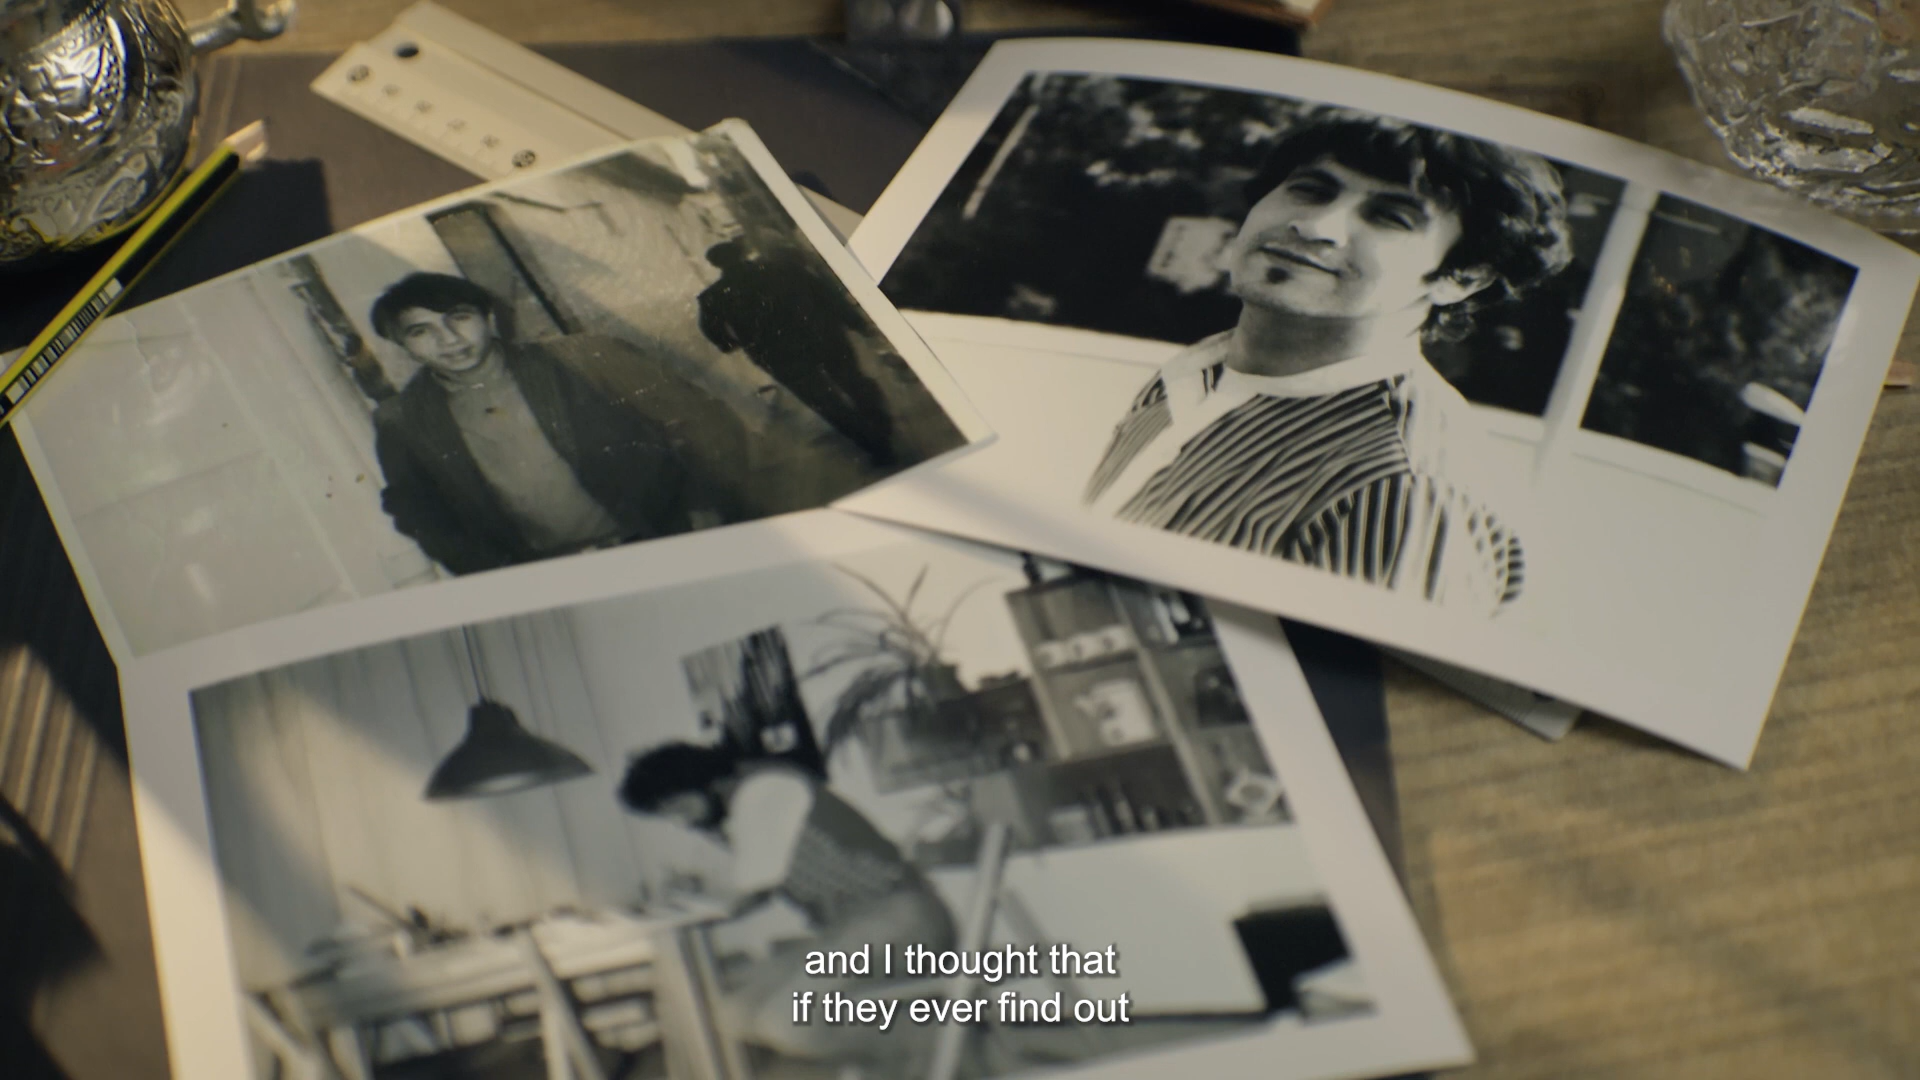 and I thought that
if they ever find out